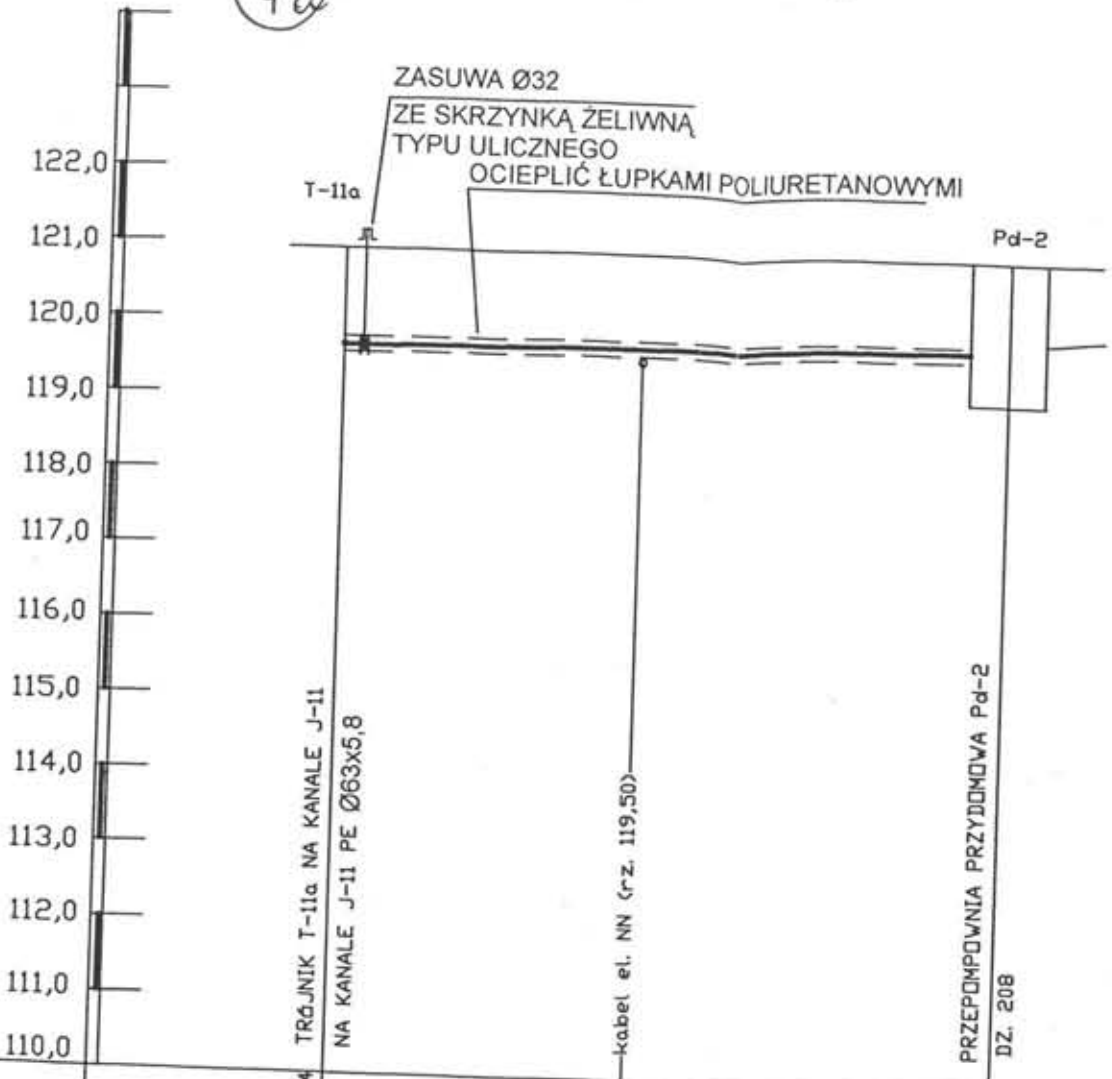 ZASUWA Ø32
ZE SKRZYNKĄ ŻELIWNĄ
TYPU ULICZNEGO
OCIEPLIĆ ŁUPKAMI POLIURETANOWYMI
T-11a
Pd-2
122,0
121,0
120,0
119,0
118,0
117,0
116,0
115,0
114,0
113,0
112,0
111,0
110,0
TRÓJNIK T-11a NA KANALE J-11
NA KANALE J-11 PE Ø63x5,8
kabel el. NN (rz. 119,50)
PRZEPOMPOWNIA PRZYDOMOWA Pd-2
DZ. 208